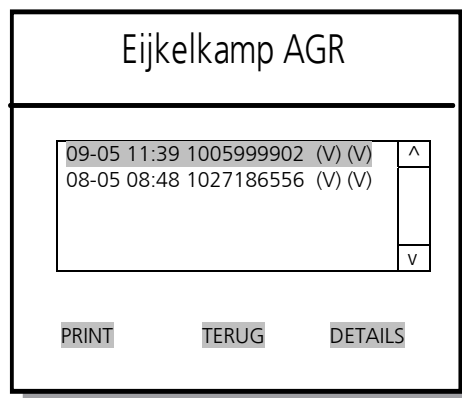 Eijkelkamp AGR
09-05 11:39 1005999902 (V) (V) ^
08-05 08:48 1027186556 (V) (V)
v
PRINT TERUG DETAILS